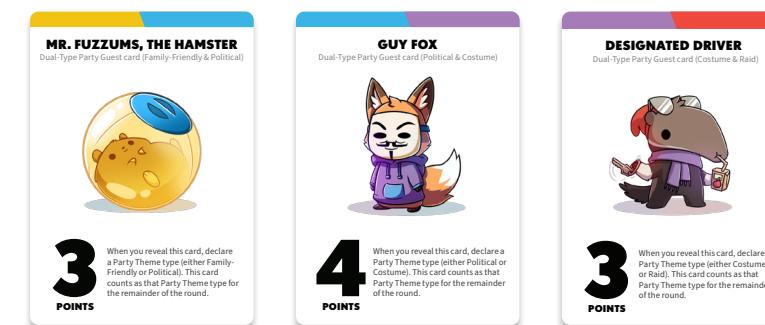 MR. FUZZUMS, THE HAMSTER
Dual-Type Party Guest card (Family-Friendly & Political)
3
POINTS
When you reveal this card, declare
a Party Theme type (either Family-
Friendly or Political). This card
counts as that Party Theme type for
the remainder of the round.
GUY FOX
Dual-Type Party Guest card (Political & Costume)
4
POINTS
When you reveal this card, declare a
Party Theme type (either Political or
Costume). This card counts as that
Party Theme type for the remainder
of the round.
DESIGNATED DRIVER
Dual-Type Party Guest card (Costume & Raid)
3
POINTS
When you reveal this card, declare
Party Theme type (either Costume
or Raid). This card counts as that
Party Theme type for the remainde
of the round.